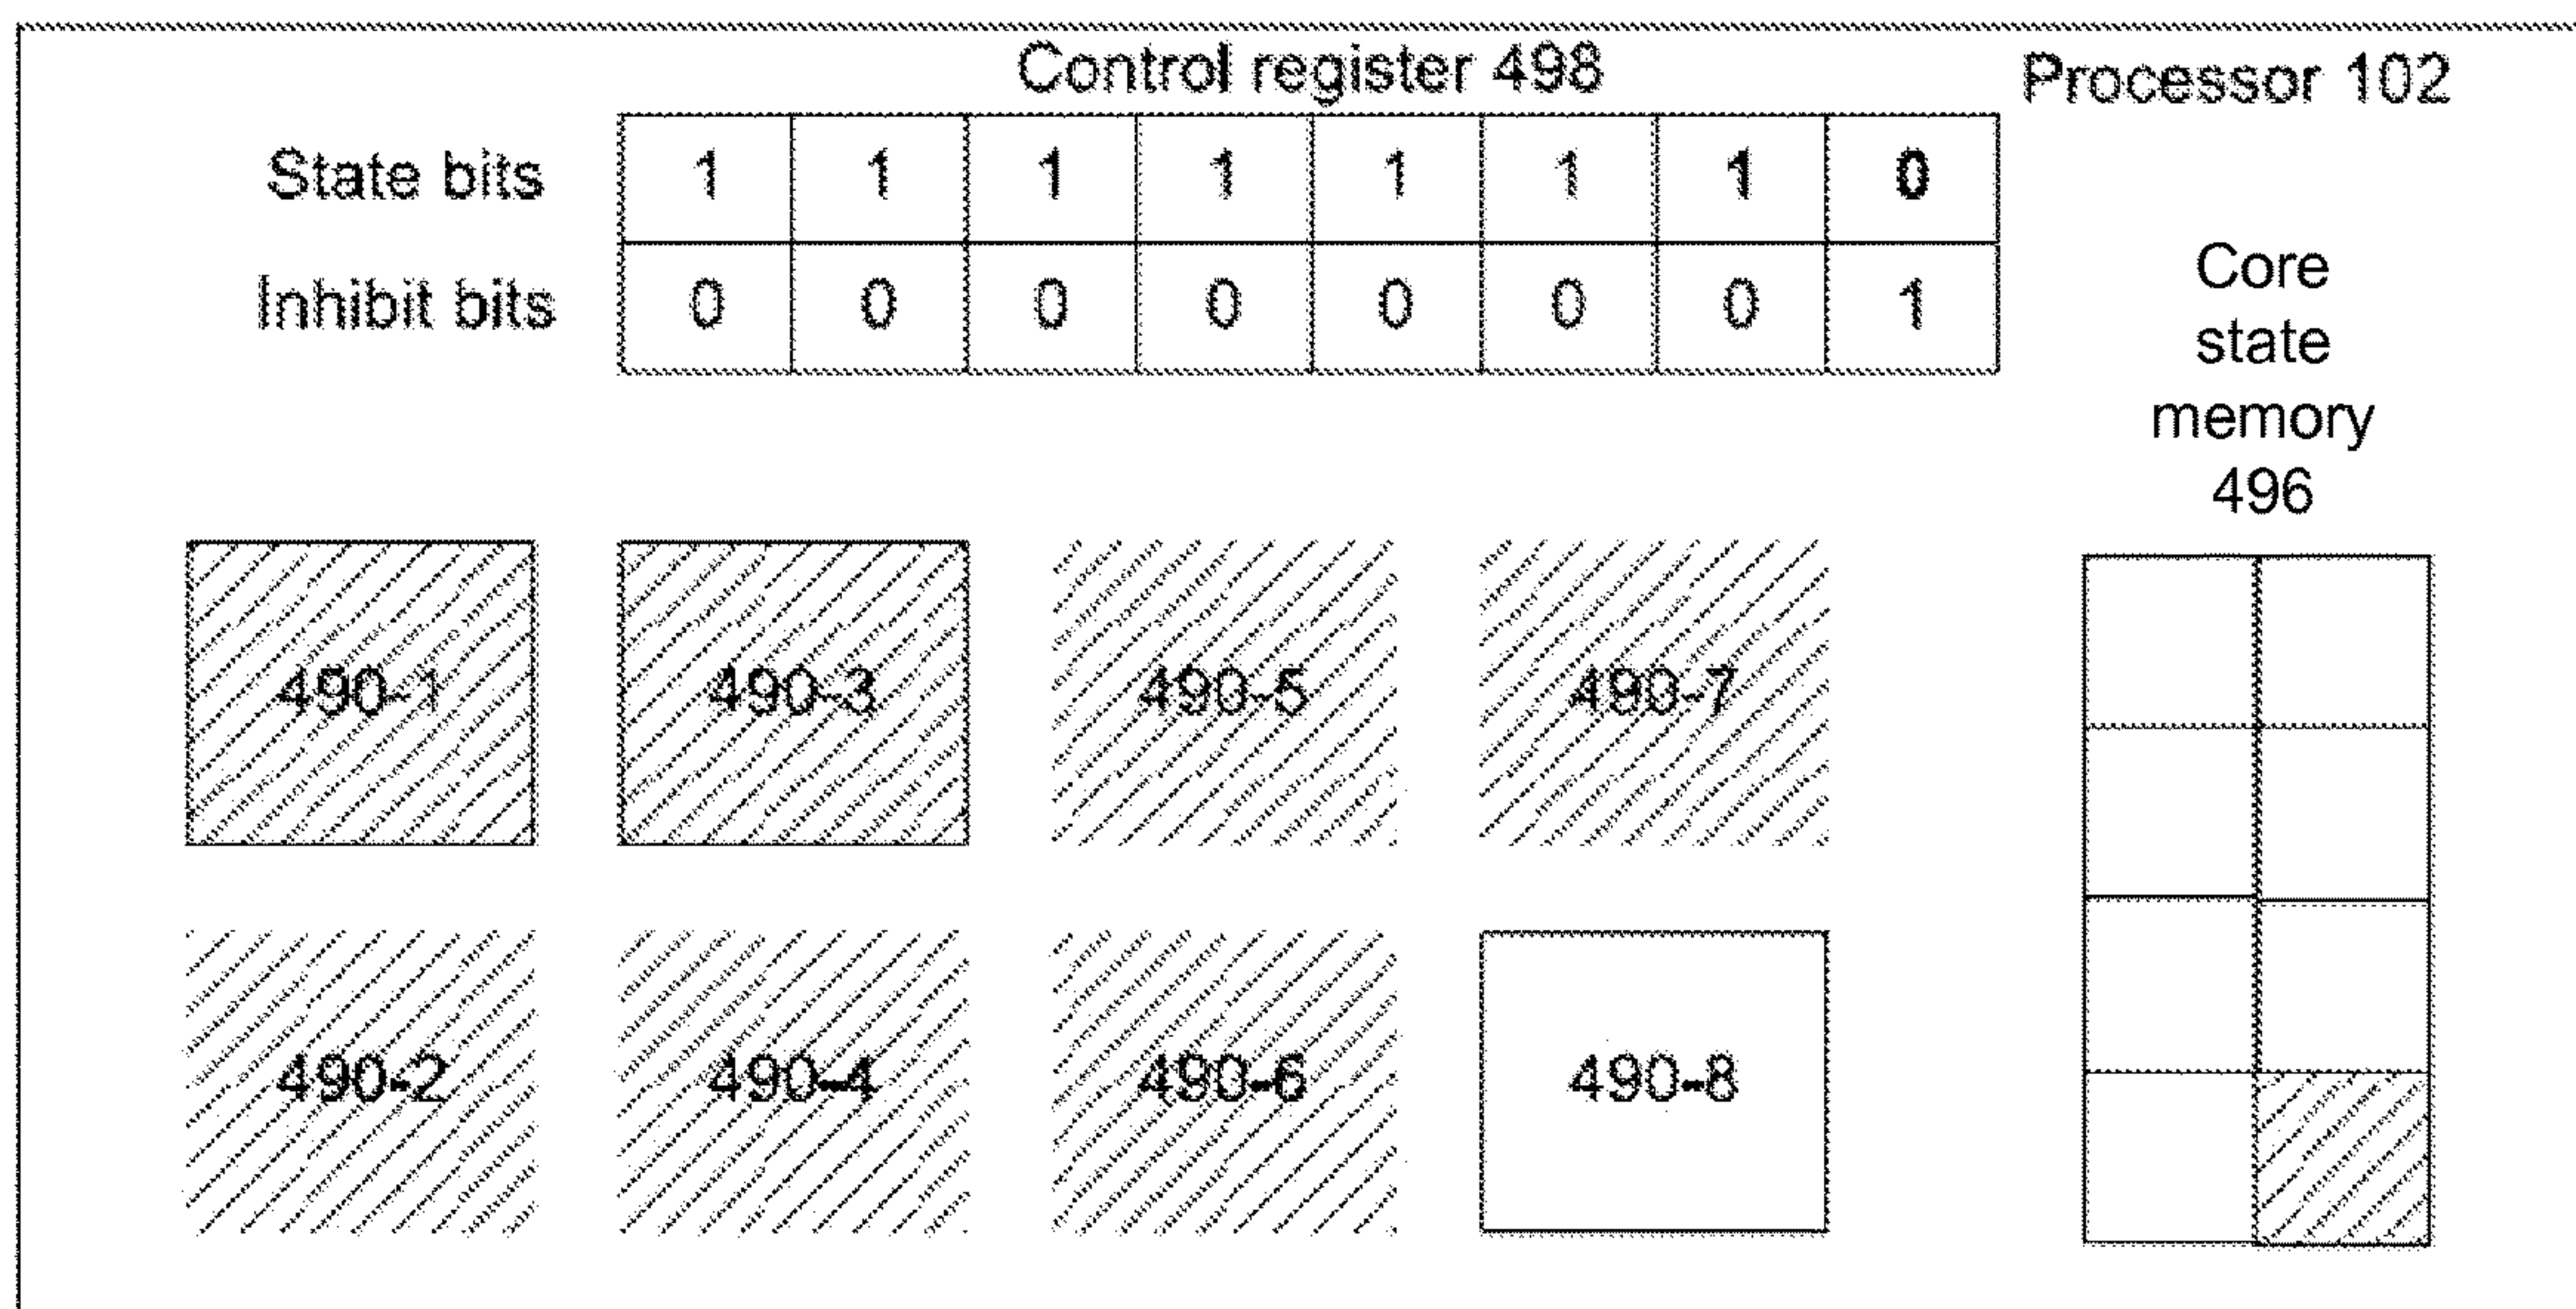 Control register 498
Processor 102
State bits 1 1 1 1 1 1 1 0
Inhibit bits 0 0 0 0 0 0 0 1
Core
state
memory
496
490-1 490-3 490-5 490-7
490-2 490-4 490-6 490-8